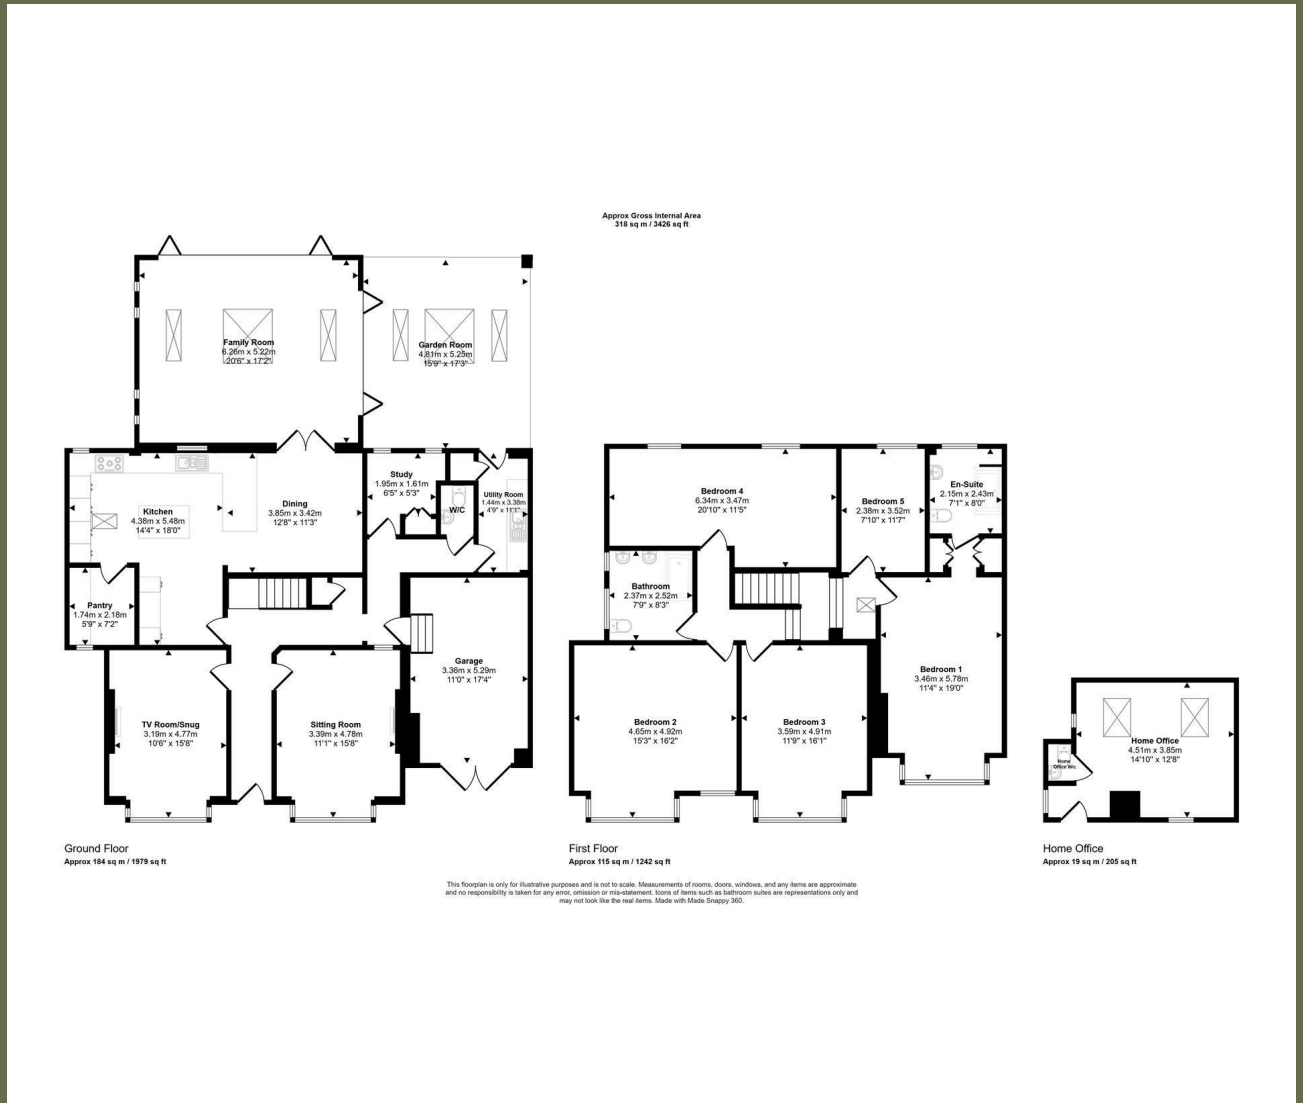 Approx Gross Internal Area
318 sq m / 3426 sq ft
Family Room
6.26m x 5.22m
20'6" x 17'2"
Garden Room
4.81m x 5.25m
15'9" x 17'3"
Study
1.95m x 1.61m
6'5" x 5'3"
Utility Room
1.44m x 3.38m
4'9" x 11'1"
W/C
Kitchen
4.38m x 5.48m
14'4" x 18'0"
Dining
3.85m x 3.42m
12'8" x 11'3"
Pantry
1.74m x 2.18m
5'9" x 7'2"
Garage
3.36m x 5.29m
11'0" x 17'4"
TV Room/Snug
3.19m x 4.77m
10'6" x 15'8"
Sitting Room
3.39m x 4.78m
11'1" x 15'8"
Ground Floor
Approx 184 sq m / 1979 sq ft
Bedroom 4
6.34m x 3.47m
20'10" x 11'5"
Bedroom 5
2.38m x 3.52m
7'10" x 11'7"
En-Suite
2.15m x 2.43m
7'1" x 8'0"
Bathroom
2.37m x 2.52m
7'9" x 8'3"
Bedroom 1
3.46m x 5.78m
11'4" x 19'0"
Bedroom 2
4.65m x 4.92m
15'3" x 16'2"
Bedroom 3
3.59m x 4.91m
11'9" x 16'1"
First Floor
Approx 115 sq m / 1242 sq ft
Home Office
4.51m x 3.85m
14'10" x 12'8"
Home
Office W/c
Home Office
Approx 19 sq m / 205 sq ft
This floorplan is only for illustrative purposes and is not to scale. Measurements of rooms, doors, windows, and any items are approximate
and no responsibility is taken for any error, omission or mis-statement. Icons of items such as bathroom suites are representations only and
may not look like the real items. Made with Made Snappy 360.